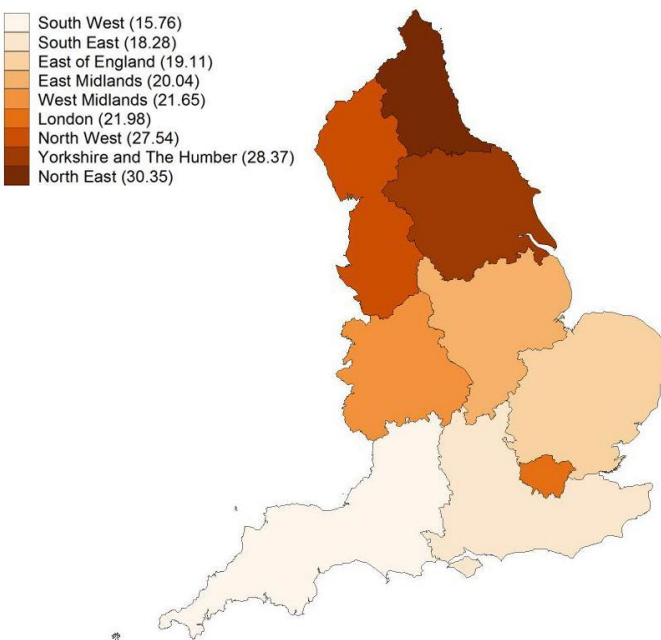 South West (15.76)
South East (18.28)
East of England (19.11)
East Midlands (20.04)
West Midlands (21.65)
London (21.98)
North West (27.54)
Yorkshire and The Humber (28.37)
North East (30.35)